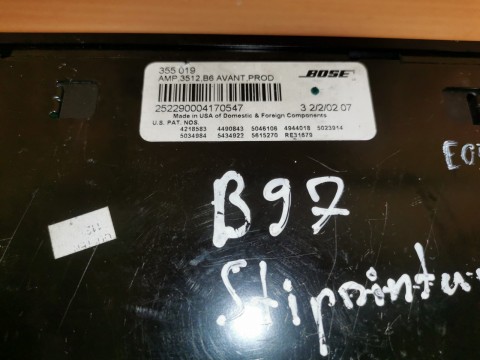 355 019
AMP,3512,B6 AVANT,PROD
BOSE
252290004170547
3 2/2/02 07
Made in USA of Domestic & Foreign Components
U.S. PAT. NOS.
4218583 4490843 5046106 4944018 5023914
5034984 5434922 5615270 RE31679
B97